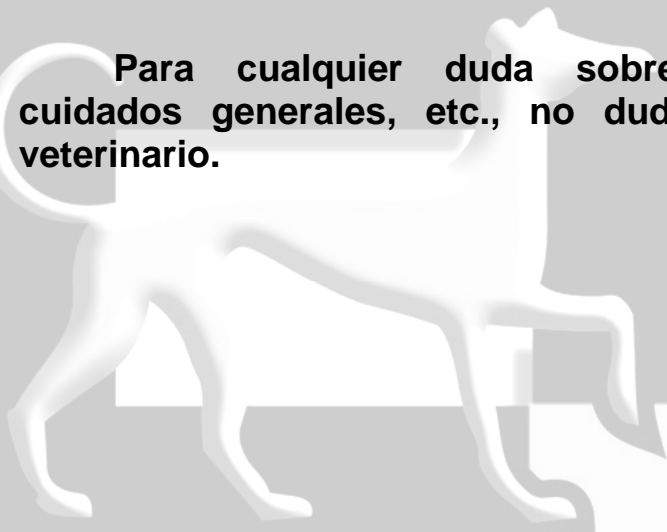 Para cualquier duda sobre
cuidados generales, etc., no dud
veterinario.